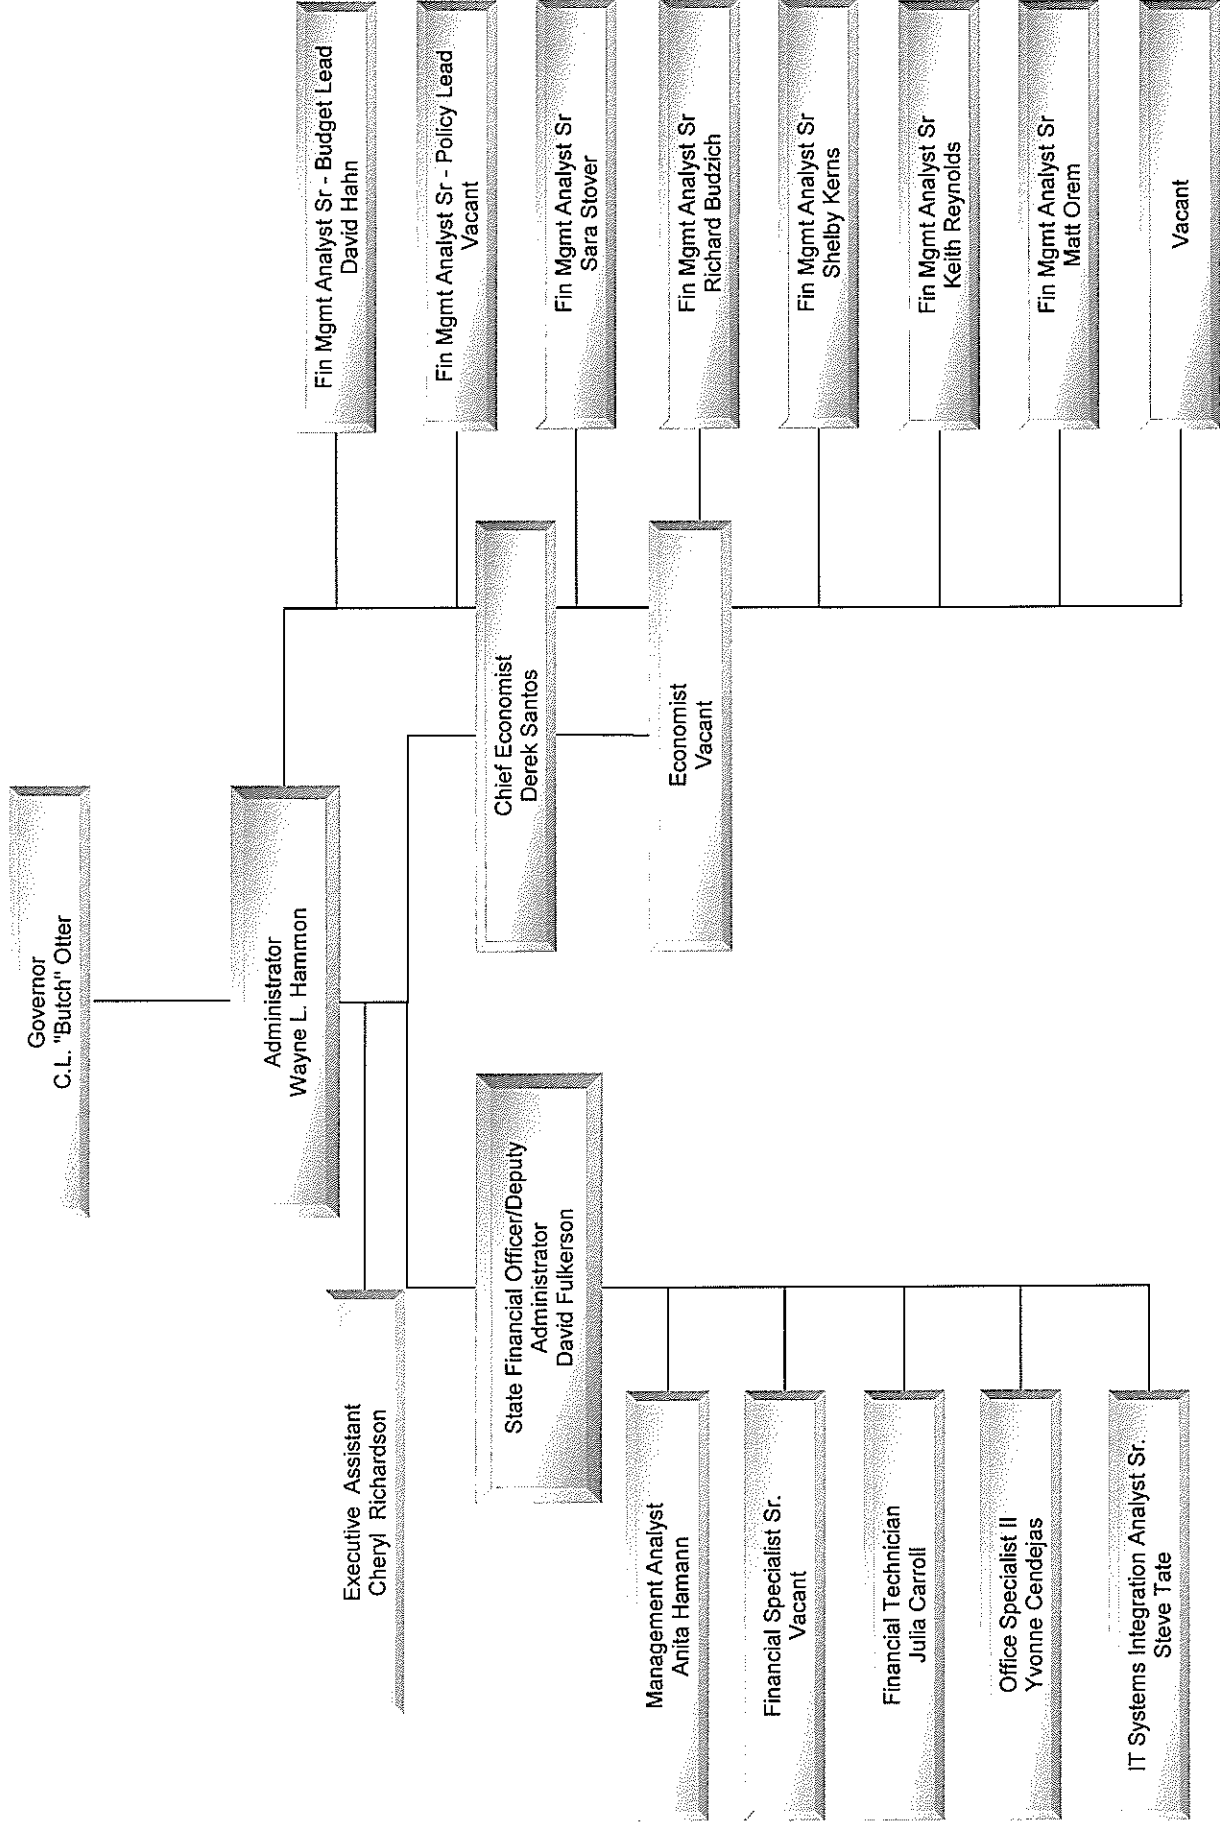 Governor
C.L. "Butch" Otter
Administrator
Wayne L. Hammon
Executive Assistant
Cheryl Richardson
State Financial Officer/Deputy
Administrator
David Fulkerson
Management Analyst
Anita Hamann
Financial Specialist Sr.
Vacant
Financial Technician
Julia Carroll
Office Specialist II
Yvonne Cendejas
IT Systems Integration Analyst Sr.
Steve Tate
Chief Economist
Derek Santos
Economist
Vacant
Fin Mgmt Analyst Sr - Budget Lead
David Hahn
Fin Mgmt Analyst Sr - Policy Lead
Vacant
Fin Mgmt Analyst Sr
Sara Stover
Fin Mgmt Analyst Sr
Richard Budzich
Fin Mgmt Analyst Sr
Shelby Kerns
Fin Mgmt Analyst Sr
Keith Reynolds
Fin Mgmt Analyst Sr
Matt Orem
Vacant